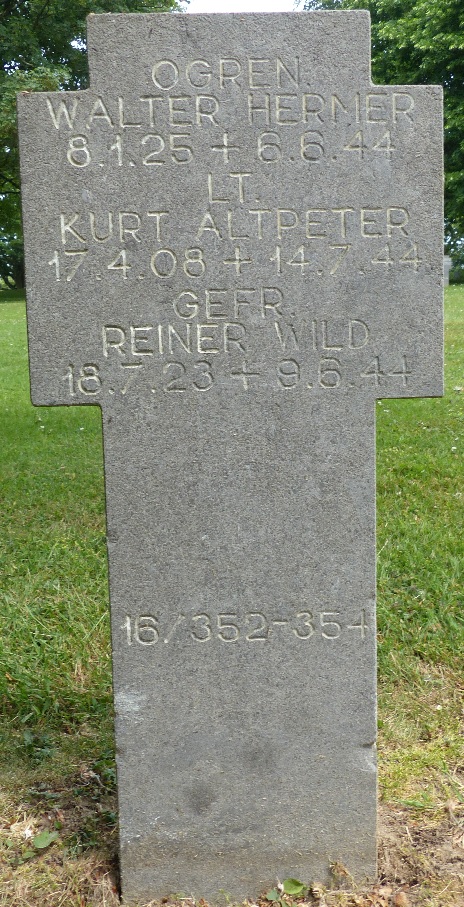 OGREN.
WALTER HERMER
8.1.25 + 6.6.44
LT.
KURT ALTPETER
17.4.08 + 14.7.44
GEFR.
REINER WILD
18.7.23 + 9.6.44
16/352-354